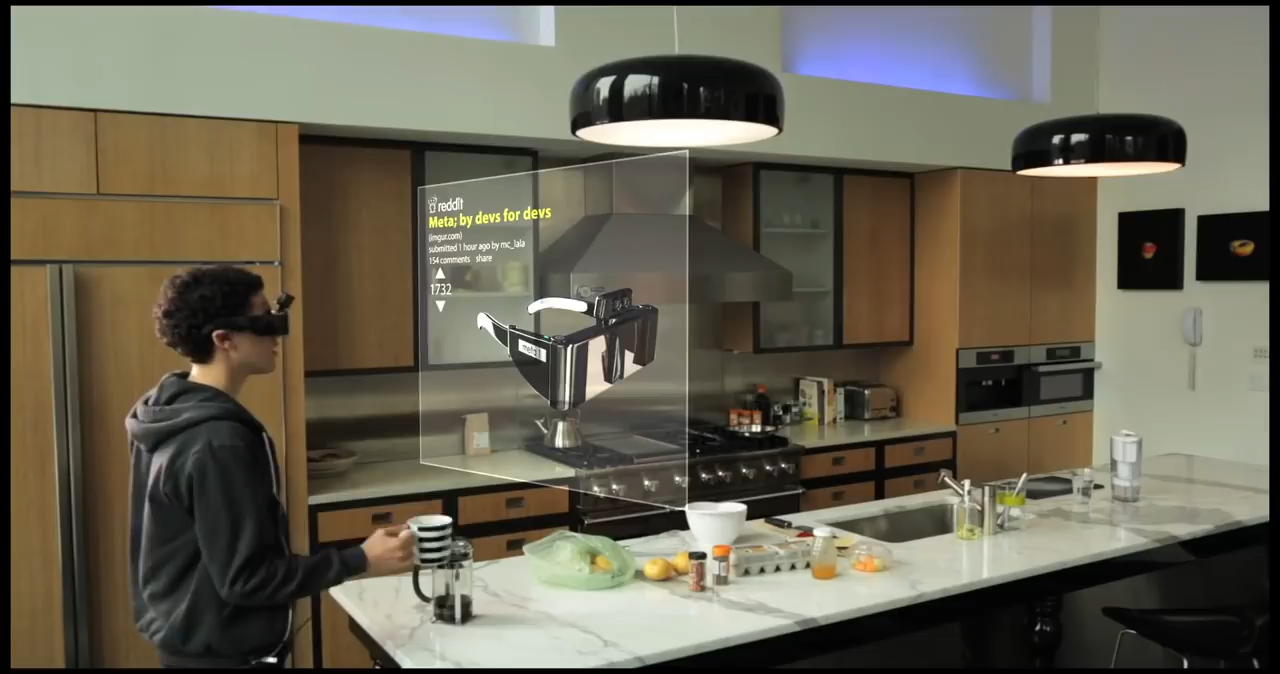 reddit
Meta; by devs for devs
(imgur.com)
submitted 1 hour ago by mc_lala
154 comments share
1732
meta